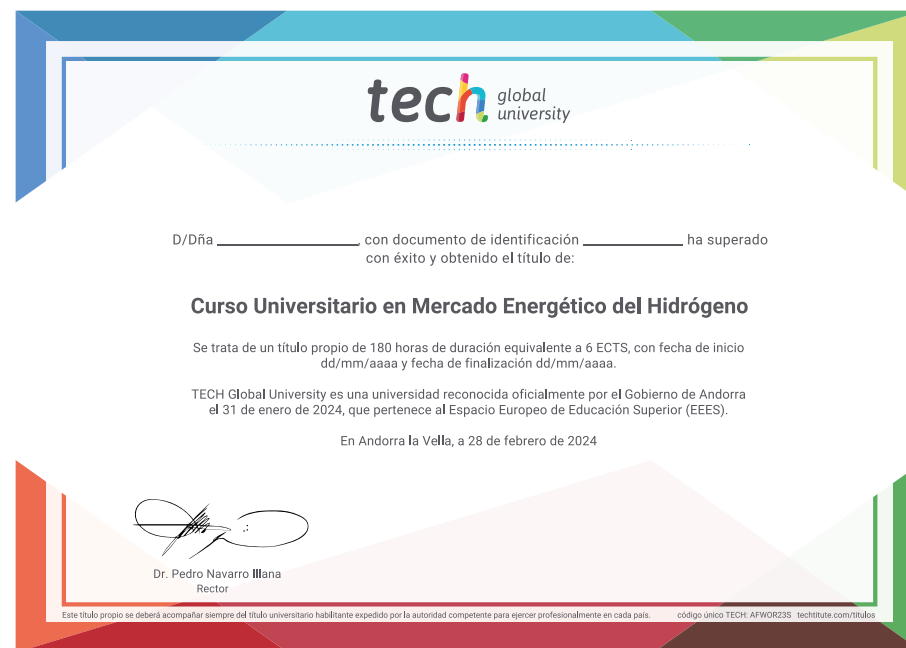 tech global university
D/Dña ____________________, con documento de identificación ______________ ha superado
con éxito y obtenido el título de:
Curso Universitario en Mercado Energético del Hidrógeno
Se trata de un título propio de 180 horas de duración equivalente a 6 ECTS, con fecha de inicio
dd/mm/aaaa y fecha de finalización dd/mm/aaaa.
TECH Global University es una universidad reconocida oficialmente por el Gobierno de Andorra
el 31 de enero de 2024, que pertenece al Espacio Europeo de Educación Superior (EEES).
En Andorra la Vella, a 28 de febrero de 2024
Dr. Pedro Navarro Illana
Rector
Este título propio se deberá acompañar siempre del título universitario habilitante expedido por la autoridad competente para ejercer profesionalmente en cada país. código único TECH: AFWOR23S techtitute.com/títulos